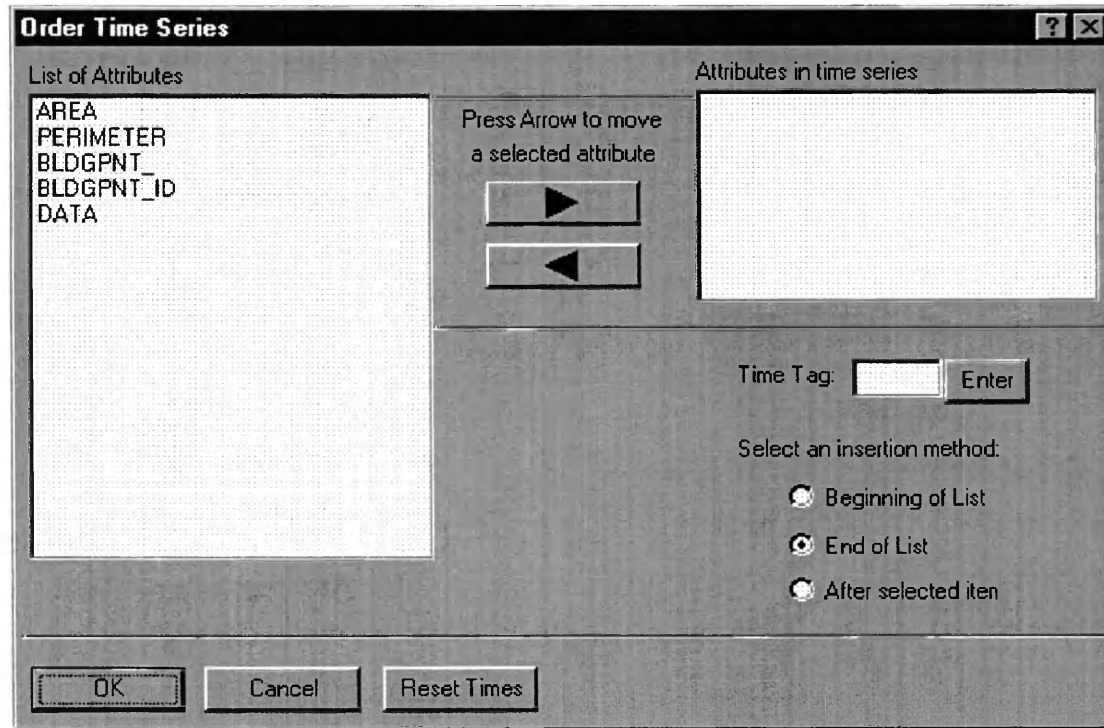 Order Time Series
List of Attributes
AREA
PERIMETER
BLDGPNT_
BLDGPNT_ID
DATA
Press Arrow to move
a selected attribute
Attributes in time series
Time Tag:
Enter
Select an insertion method:
Beginning of List
End of List
After selected iten
OK
Cancel
Reset Times